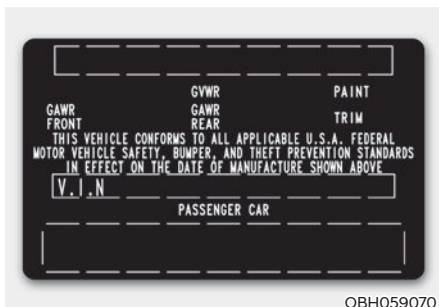 GVWR PAINT
GAWR GAWR TRIM
FRONT REAR
THIS VEHICLE CONFORMS TO ALL APPLICABLE U.S.A. FEDERAL
MOTOR VEHICLE SAFETY, BUMPER, AND THEFT PREVENTION STANDARDS
IN EFFECT ON THE DATE OF MANUFACTURE SHOWN ABOVE
V.I.N
PASSENGER CAR
OBH059070